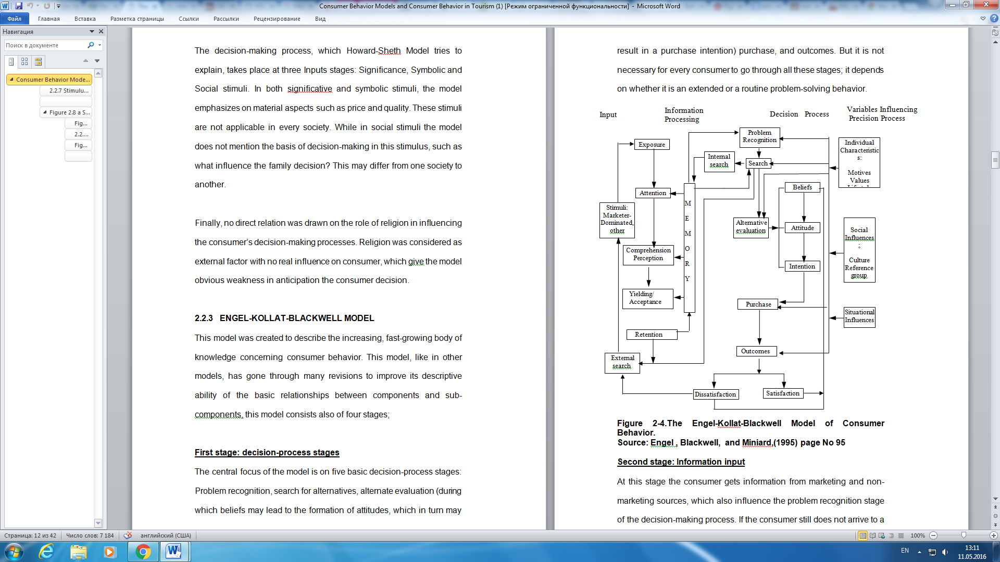 Consumer Behavior Models and Consumer Behavior in Tourism (1) [Режим ограниченной функциональности] - Microsoft Word
Файл Главная Вставка Разметка страницы Ссылки Рассылки Рецензирование Вид
Навигация
Поиск в документе
Consumer Behavior Mode...
2.2.7 Stimulu...
Figure 2.8 a S...
Fig...
2.2....
Fig...
The decision-making process, which Howard-Sheth Model tries to
explain, takes place at three Inputs stages: Significance, Symbolic and
Social stimuli. In both significative and symbolic stimuli, the model
emphasizes on material aspects such as price and quality. These stimuli
are not applicable in every society. While in social stimuli the model
does not mention the basis of decision-making in this stimulus, such as
what influence the family decision? This may differ from one society to
another.
Finally, no direct relation was drawn on the role of religion in influencing
the consumer's decision-making processes. Religion was considered as
external factor with no real influence on consumer, which give the model
obvious weakness in anticipation the consumer decision.
2.2.3 ENGEL-KOLLAT-BLACKWELL MODEL
This model was created to describe the increasing, fast-growing body of
knowledge concerning consumer behavior. This model, like in other
models, has gone through many revisions to improve its descriptive
ability of the basic relationships between components and sub-
components, this model consists also of four stages;
First stage: decision-process stages
The central focus of the model is on five basic decision-process stages:
Problem recognition, search for alternatives, alternate evaluation (during
which beliefs may lead to the formation of attitudes, which in turn may
result in a purchase intention) purchase, and outcomes. But it is not
necessary for every consumer to go through all these stages; it depends
on whether it is an extended or a routine problem-solving behavior.
Input
Information
Processing
Decision Process
Variables Influencing
Precision Process
Exposure
Attention
Stimuli:
Marketer-
Dominated,
other
Comprehension
Perception
Yielding/
Acceptance
Retention
External
search
M
E
M
O
R
Y
Internal
search
Problem
Recognition
Search
Alternative
evaluation
Beliefs
Attitude
Intention
Purchase
Outcomes
Dissatisfaction
Satisfaction
Individual
Characteristic
s:
Motives
Values
Social
Influences
:
Culture
Reference
group
Situational
Influences
Figure 2-4.The Engel-Kollat-Blackwell Model of Consumer
Behavior.
Source: Engel , Blackwell, and Miniard,(1995) page No 95
Second stage: Information input
At this stage the consumer gets information from marketing and non-
marketing sources, which also influence the problem recognition stage
of the decision-making process. If the consumer still does not arrive to a
Страница: 12 из 42 Число слов: 7 184 английский (США) 100%
EN 13:11
11.05.2016